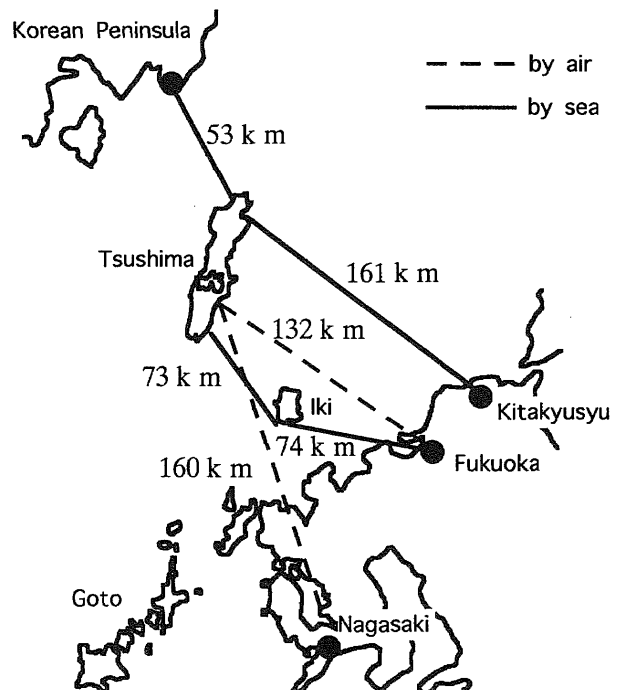 Korean Peninsula
by air
by sea
53 k m
Tsushima
161 k m
132 k m
73 k m
Iki
Kitakyusyu
74 k m
Fukuoka
160 k m
Goto
Nagasaki